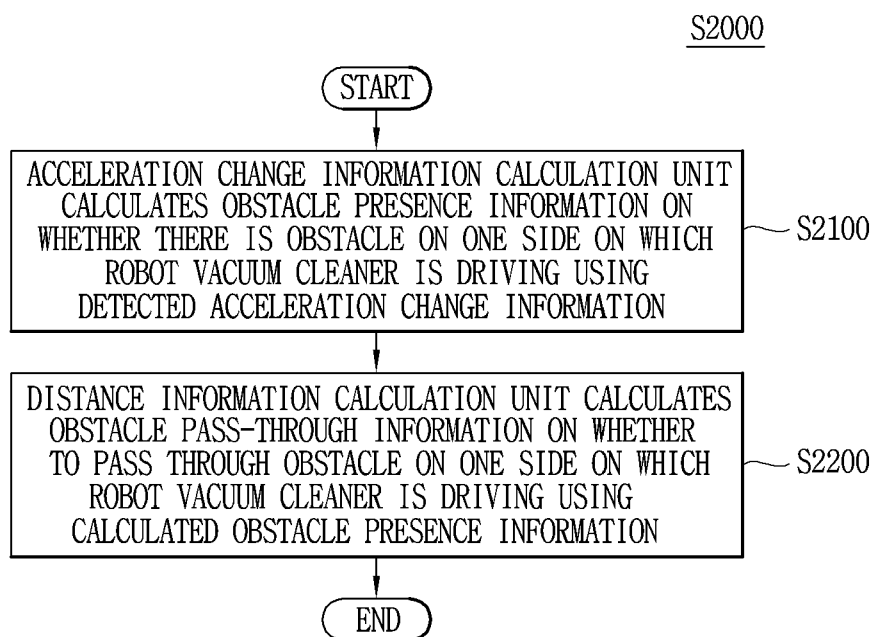 S2000
START
ACCELERATION CHANGE INFORMATION CALCULATION UNIT
CALCULATES OBSTACLE PRESENCE INFORMATION ON
WHETHER THERE IS OBSTACLE ON ONE SIDE ON WHICH
ROBOT VACUUM CLEANER IS DRIVING USING
DETECTED ACCELERATION CHANGE INFORMATION
S2100
DISTANCE INFORMATION CALCULATION UNIT CALCULATES
OBSTACLE PASS-THROUGH INFORMATION ON WHETHER
TO PASS THROUGH OBSTACLE ON ONE SIDE ON WHICH
ROBOT VACUUM CLEANER IS DRIVING USING
CALCULATED OBSTACLE PRESENCE INFORMATION
S2200
END